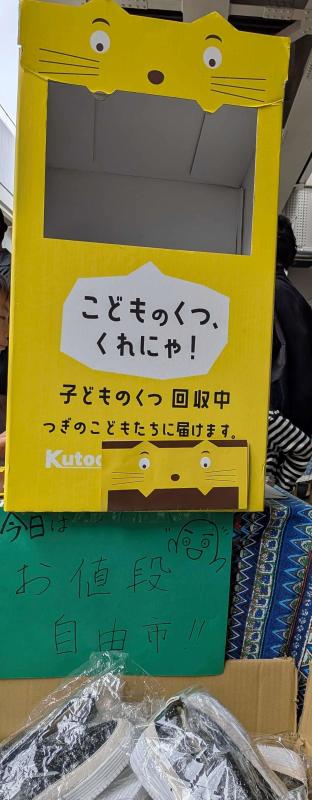 こどものくつ、
くれにゃ!
子どものくつ 回収中
つぎのこどもたちに届けます。
Kutoc
今日は
お値段
自由市!!